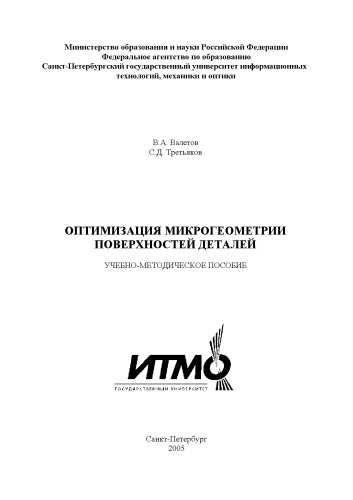 Министерство образования и науки Российской Федерации
Федеральное агентство по образованию
Санкт-Петербургский государственный университет информационных
технологий, механики и оптики
В.А. Валетов
С.Д. Третьяков
ОПТИМИЗАЦИЯ МИКРОГЕОМЕТРИИ
ПОВЕРХНОСТЕЙ ДЕТАЛЕЙ
УЧЕБНО-МЕТОДИЧЕСКОЕ ПОСОБИЕ
ИТМО
ГОСУДАРСТВЕННЫЙ УНИВЕРСИТЕТ
Санкт-Петербург
2005